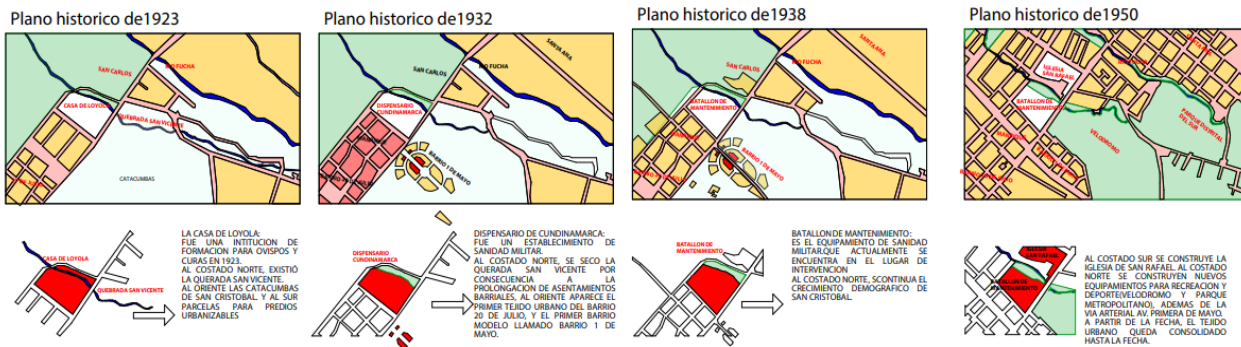 Plano historico de1923
SAN CARLOS
RIO FUCHA
CASA DE LOYOLA
QUEBRADA SAN VICENTE
CATACUMBAS
LA CASA DE LOYOLA:
FUE UNA INTITUCION DE
FORMACION PARA OVISPOS Y
CURAS EN 1923.
AL COSTADO NORTE, EXISTIÓ
LA QUERADA SAN VICENTE.
AL ORIENTE LAS CATACUMBAS
DE SAN CRISTOBAL Y AL SUR
PARCELAS PARA PREDIOS
URBANIZABLES
CASA DE LOYOLA
QUEBRADA SAN VICENTE
Plano historico de1932
SANTA ANA
SAN CARLOS
RIO FUCHA
DISPENSARIO
CUNDINAMARCA
BARRIO 1 DE MAYO
DISPENSARIO DE CUNDINAMARCA:
FUE UN ESTABLECIMIENTO DE
SANIDAD MILITAR.
AL COSTADO NORTE, SE SECO LA
QUERADA SAN VICENTE POR
CONSECUENCIA A LA
PROLONGACION DE ASENTAMIENTOS
BARRIALES, AL ORIENTE APARECE EL
PRIMER TEJIDO URBANO DEL BARRIO
20 DE JULIO, Y EL PRIMER BARRIO
MODELO LLAMADO BARRIO 1 DE
MAYO.
DISPENSARIO
CUNDINAMARCA
Plano historico de1938
SANTA ANA
SAN CARLOS
RIO FUCHA
BATALLON DE
MANTENIMIENTO
BARRIO 1 DE MAYO
BATALLON DE MANTENIMIENTO:
ES EL EQUIPAMIENTO DE SANIDAD
MILITAR,QUE ACTUALMENTE SE
ENCUENTRA EN EL LUGAR DE
INTERVENCION
AL COSTADO NORTE, SCONTINUA EL
CRECIMIENTO DEMOGRAFICO DE
SAN CRISTOBAL.
BATALLON DE
MANTENIMIENTO
Plano historico de1950
IGLESIA
SAN RAFAEL
BATALLON DE
MANTENIMIENTO
PARQUE DISTRITAL
DEL SUR
VELODROMO
AL COSTADO SUR SE CONSTRUYE LA
IGLESIA DE SAN RAFAEL. AL COSTADO
NORTE SE CONSTRUYEN NUEVOS
EQUIPAMIENTOS PARA RECREACION Y
DEPORTE(VELODROMO Y PARQUE
METROPOLITANO), ADEMAS DE LA
VIA ARTERIAL AV. PRIMERA DE MAYO.
A PARTIR DE LA FECHA, EL TEJIDO
URBANO QUEDA CONSOLIDADO
HASTA LA FECHA.
IGLESIA
SAN RAFAEL
BATALLON DE